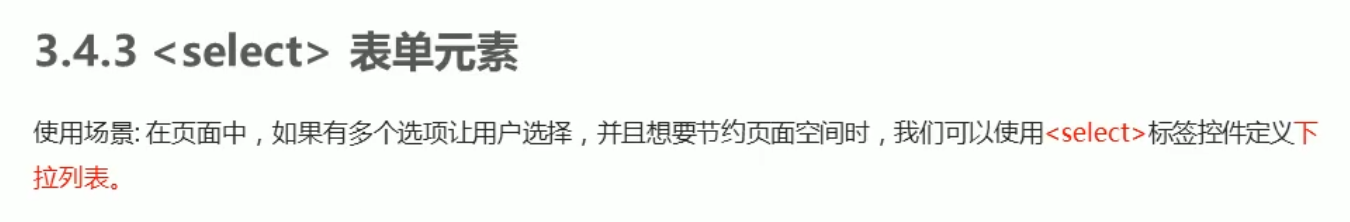 3.4.3 <select> 表单元素
使用场景: 在页面中，如果有多个选项让用户选择，并且想要节约页面空间时，我们可以使用<select>标签控件定义下
拉列表。